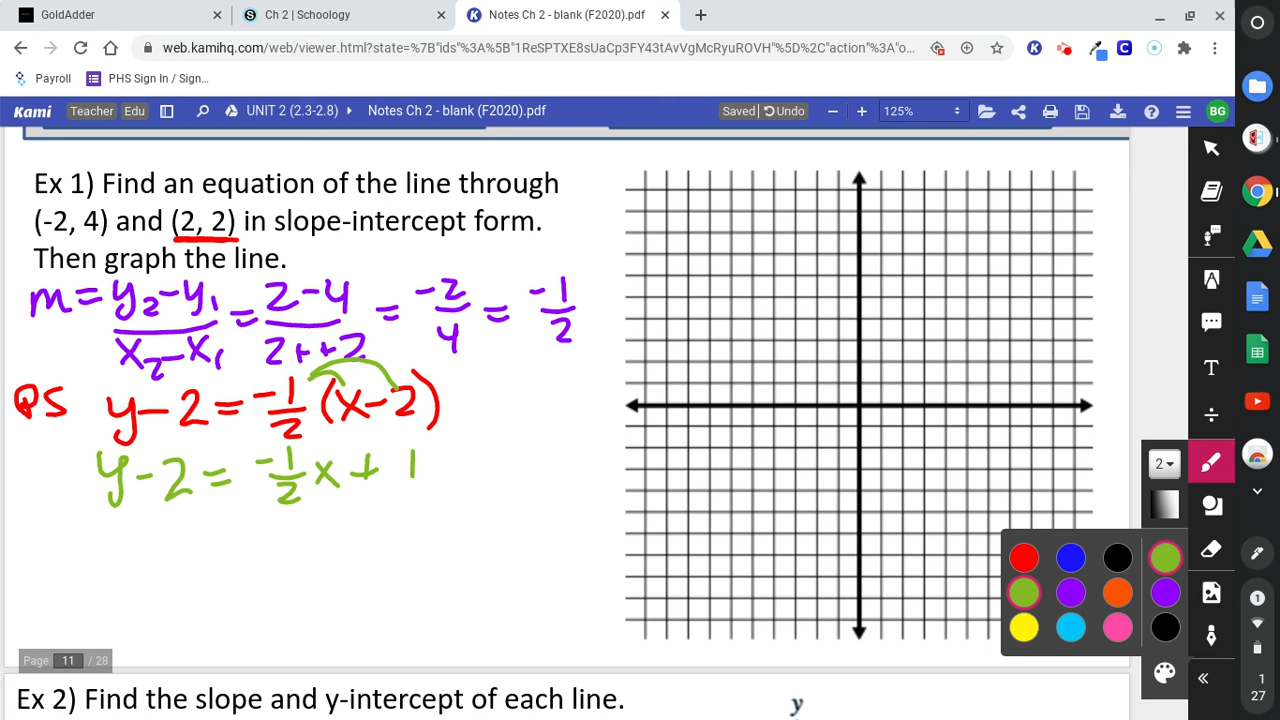 GoldAdder
Ch 2 | Schoology
Notes Ch 2 - blank (F2020).pdf
web.kamihq.com/web/viewer.html?state=%7B"ids"%3A%5B"1ReSPTXE8sUaCp3FY43tAvVgMcRyuROVH"%5D%2C"action"%3A"o...
Payroll
PHS Sign In / Sign...
Kami Teacher Edu UNIT 2 (2.3-2.8) Notes Ch 2 - blank (F2020).pdf Saved Undo 125% BG
Ex 1) Find an equation of the line through
(-2, 4) and (2, 2) in slope-intercept form.
Then graph the line.
m = y₂-y₁/x₂-x₁ = 2-4/2++2 = -2/4 = -1/2
PS y-2 = -1/2 (x-2)
y-2 = -1/2 x + 1
2
Page 11 / 28
Ex 2) Find the slope and y-intercept of each line.
y
T
1
1
27